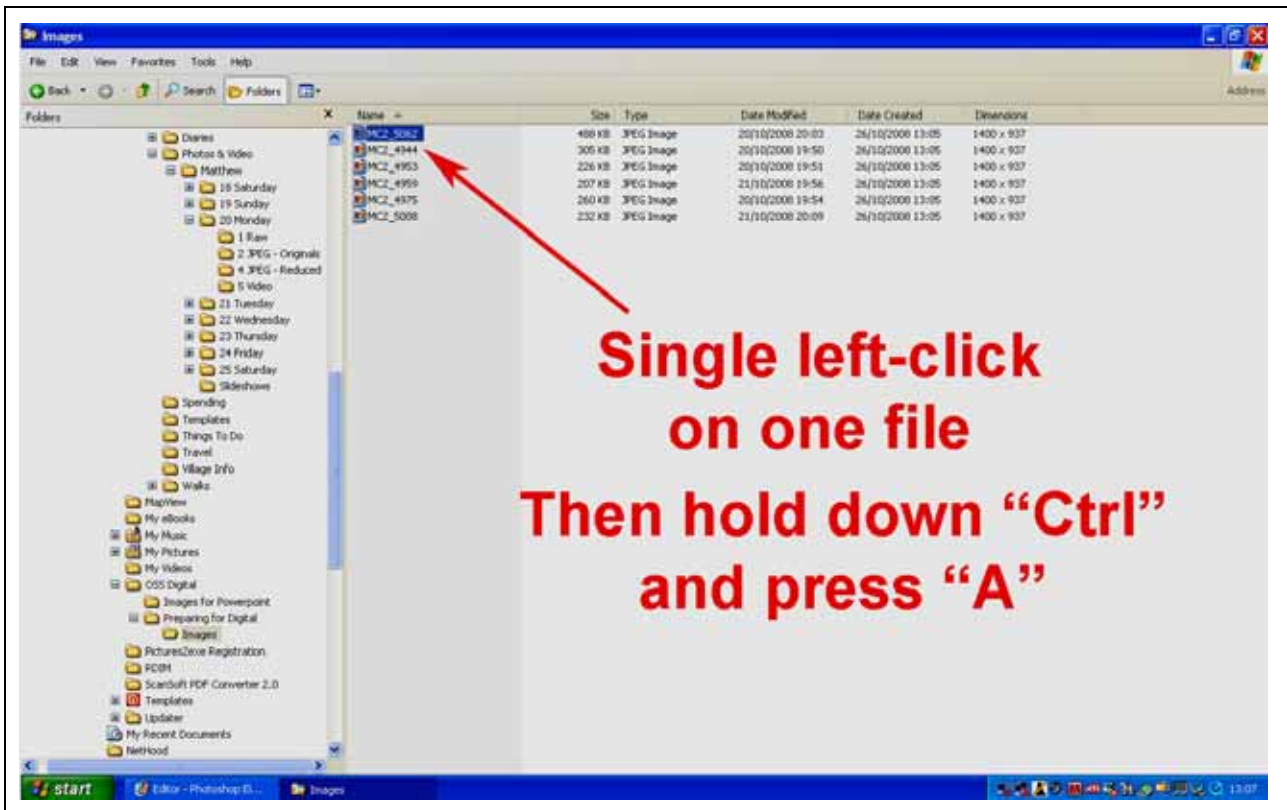 Images
File Edit View Favorites Tools Help
Back Search Folders Address
Folders X Name Size Type Date Modified Date Created Dimensions
MC2_5062 488 KB JPEG Image 20/10/2008 20:03 26/10/2008 13:05 1400 x 937
MC2_4944 305 KB JPEG Image 20/10/2008 19:50 26/10/2008 13:05 1400 x 937
MC2_4953 226 KB JPEG Image 20/10/2008 19:51 26/10/2008 13:05 1400 x 937
MC2_4959 207 KB JPEG Image 21/10/2008 19:56 26/10/2008 13:05 1400 x 937
MC2_4975 260 KB JPEG Image 20/10/2008 19:54 26/10/2008 13:05 1400 x 937
MC2_5008 232 KB JPEG Image 21/10/2008 20:09 26/10/2008 13:05 1400 x 937
Diaries
Photos & Video
Matthew
18 Saturday
19 Sunday
20 Monday
1 Raw
2 JPEG - Originals
4 JPEG - Reduced
5 Video
21 Tuesday
22 Wednesday
23 Thursday
24 Friday
25 Saturday
Slideshows
Spending
Templates
Things To Do
Travel
Village Info
Walks
MapView
My eBooks
My Music
My Pictures
My Videos
OSS Digital
Images for Powerpoint
Preparing for Digital
Images
Pictures2exe Registration
ScanSoft PDF Converter 2.0
Templates
Updater
My Recent Documents
NetHood
Single left-click
on one file
Then hold down “Ctrl”
and press “A”
start Editor - Photoshop El... Images 13:07